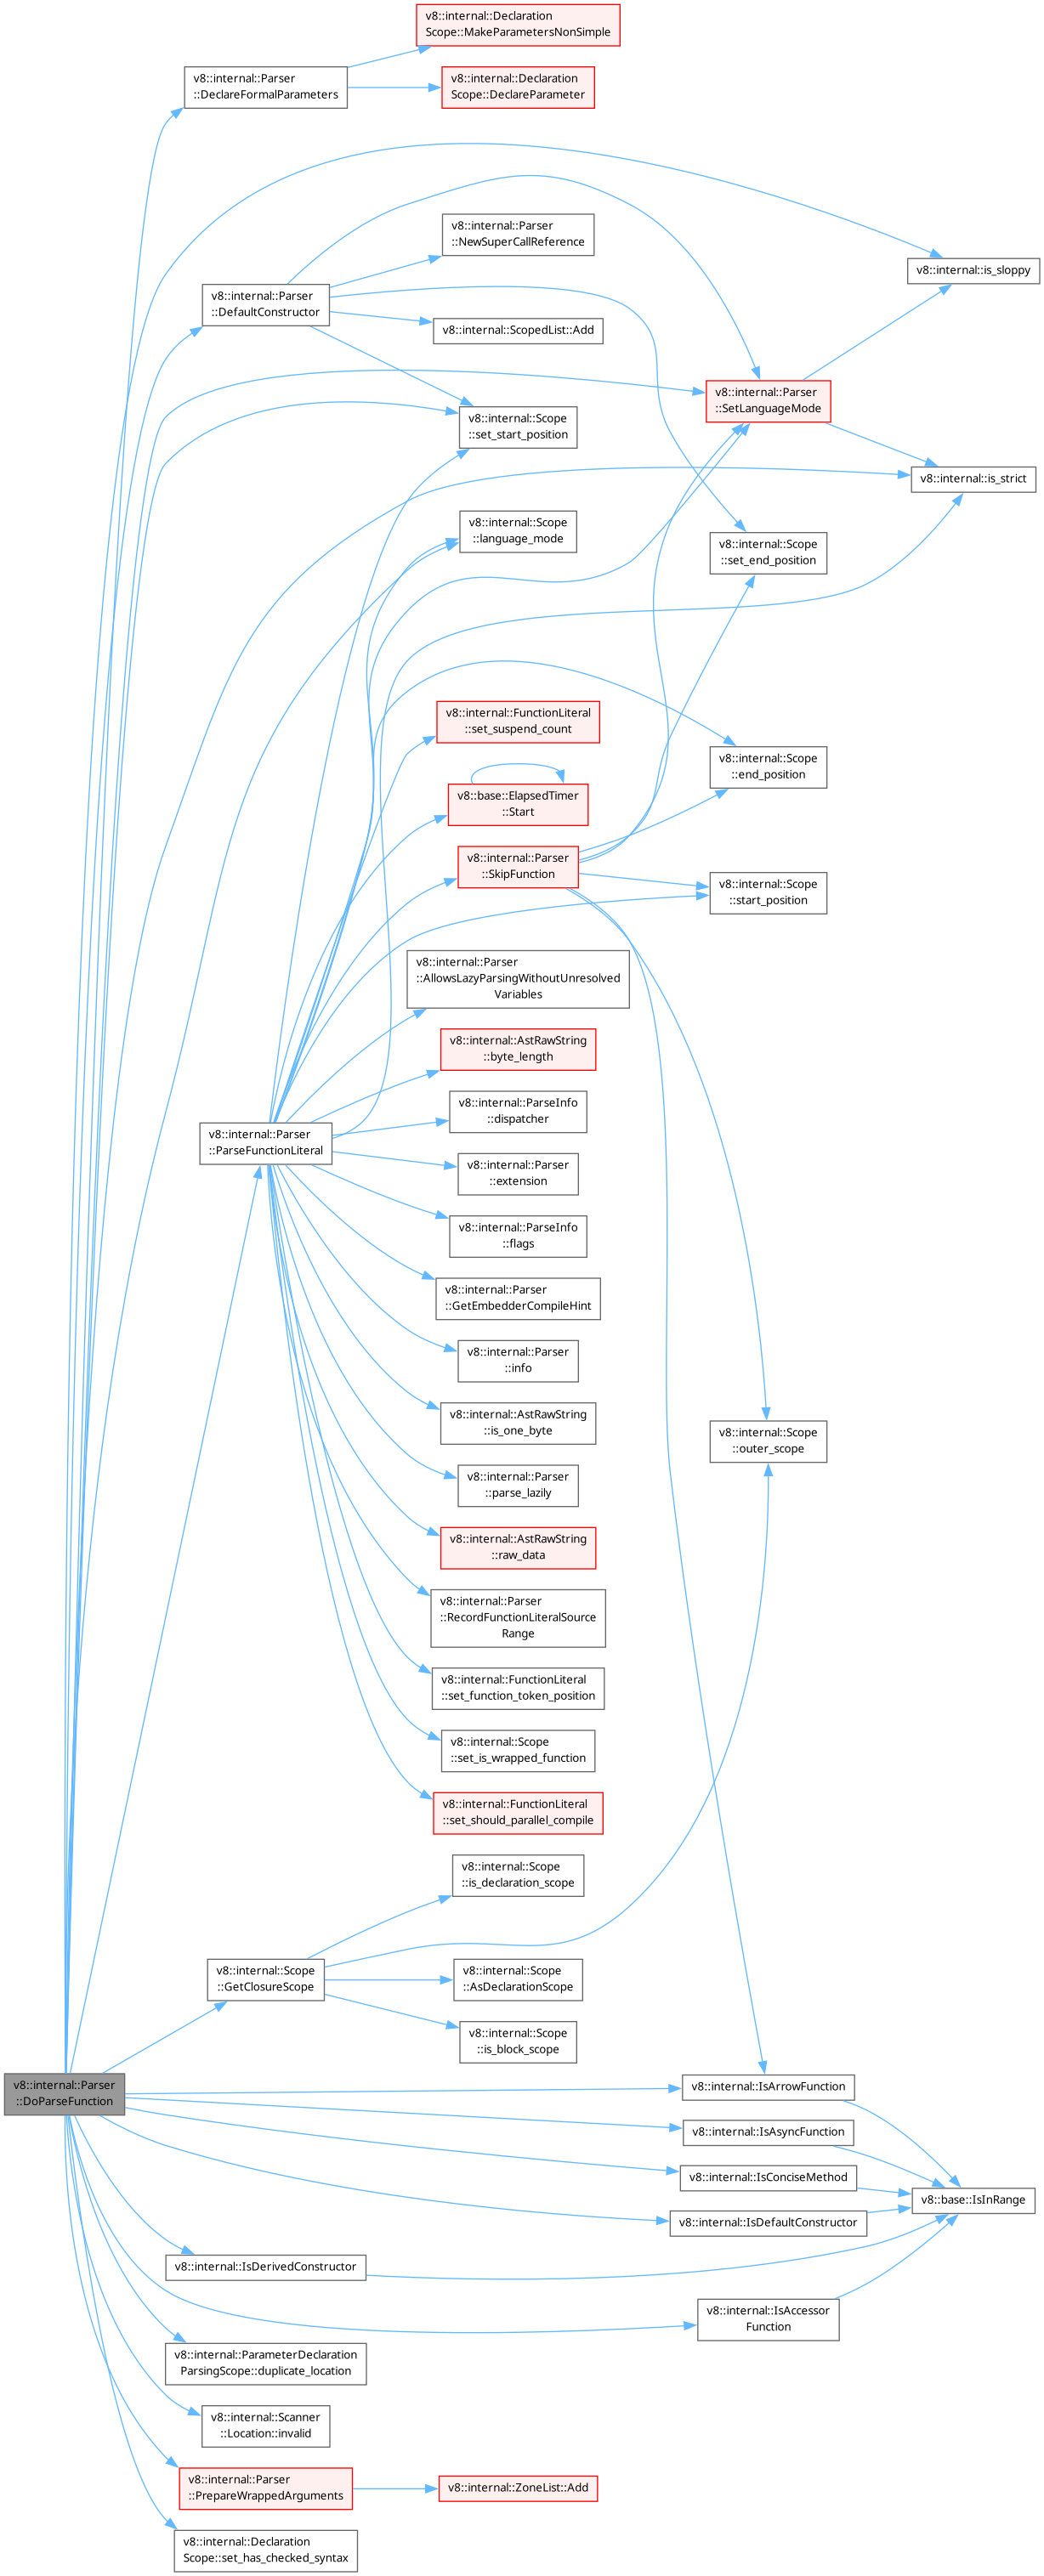 v8::internal::Declaration
Scope::MakeParametersNonSimple
v8::internal::Parser
::DeclareFormalParameters
v8::internal::Declaration
Scope::DeclareParameter
v8::internal::Parser
::NewSuperCallReference
v8::internal::is_sloppy
v8::internal::Parser
::DefaultConstructor
v8::internal::ScopedList::Add
v8::internal::Parser
::SetLanguageMode
v8::internal::Scope
::set_start_position
v8::internal::is_strict
v8::internal::Scope
::language_mode
v8::internal::Scope
::set_end_position
v8::internal::FunctionLiteral
::set_suspend_count
v8::internal::Scope
::end_position
v8::base::ElapsedTimer
::Start
v8::internal::Parser
::SkipFunction
v8::internal::Scope
::start_position
v8::internal::Parser
::AllowsLazyParsingWithoutUnresolved
Variables
v8::internal::AstRawString
::byte_length
v8::internal::ParseInfo
::dispatcher
v8::internal::Parser
::ParseFunctionLiteral
v8::internal::Parser
::extension
v8::internal::ParseInfo
::flags
v8::internal::Parser
::GetEmbedderCompileHint
v8::internal::Parser
::info
v8::internal::AstRawString
::is_one_byte
v8::internal::Scope
::outer_scope
v8::internal::Parser
::parse_lazily
v8::internal::AstRawString
::raw_data
v8::internal::Parser
::RecordFunctionLiteralSource
Range
v8::internal::FunctionLiteral
::set_function_token_position
v8::internal::Scope
::set_is_wrapped_function
v8::internal::FunctionLiteral
::set_should_parallel_compile
v8::internal::Scope
::is_declaration_scope
v8::internal::Scope
::GetClosureScope
v8::internal::Scope
::AsDeclarationScope
v8::internal::Scope
::is_block_scope
v8::internal::Parser
::DoParseFunction
v8::internal::IsArrowFunction
v8::internal::IsAsyncFunction
v8::internal::IsConciseMethod
v8::base::IsInRange
v8::internal::IsDefaultConstructor
v8::internal::IsDerivedConstructor
v8::internal::IsAccessor
Function
v8::internal::ParameterDeclaration
ParsingScope::duplicate_location
v8::internal::Scanner
::Location::invalid
v8::internal::Parser
::PrepareWrappedArguments
v8::internal::ZoneList::Add
v8::internal::Declaration
Scope::set_has_checked_syntax